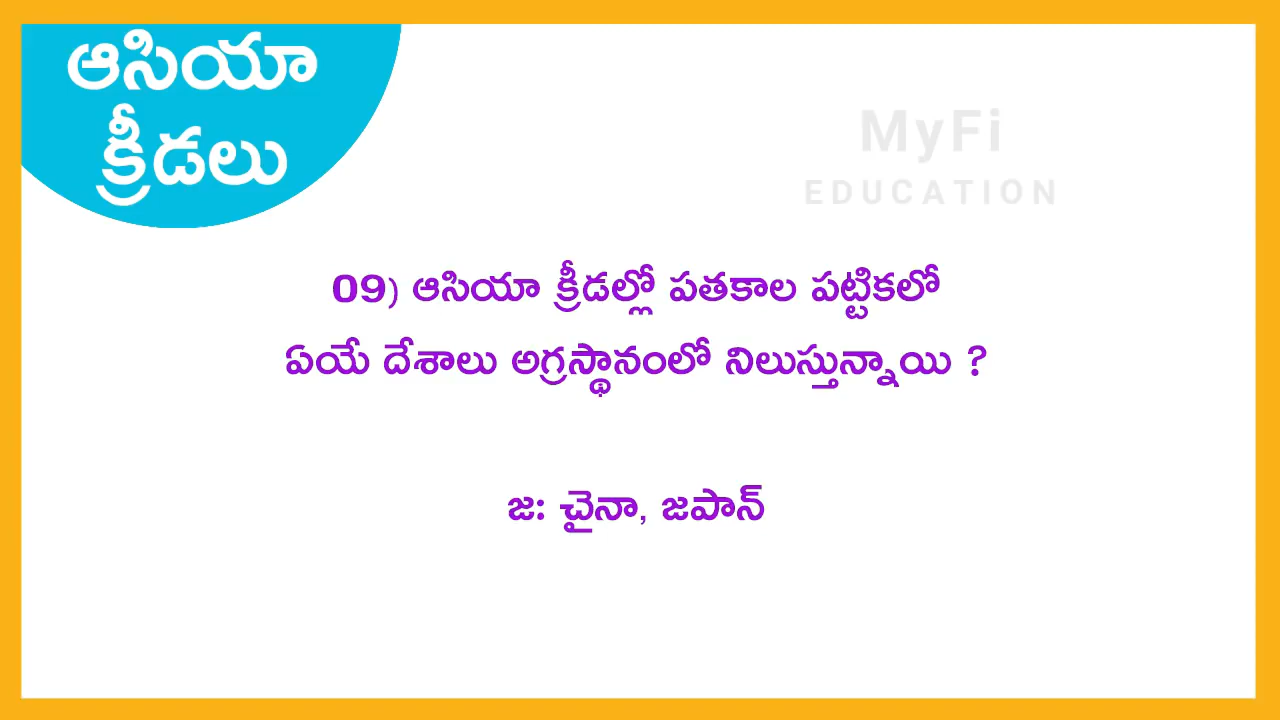 ఆసియా
క్రీడలు
MyFi
EDUCATION
09) ఆసియా క్రీడల్లో పతకాల పట్టికలో
ఏయే దేశాలు అగ్రస్థానంలో నిలుస్తున్నాయి ?
జ: చైనా, జపాన్